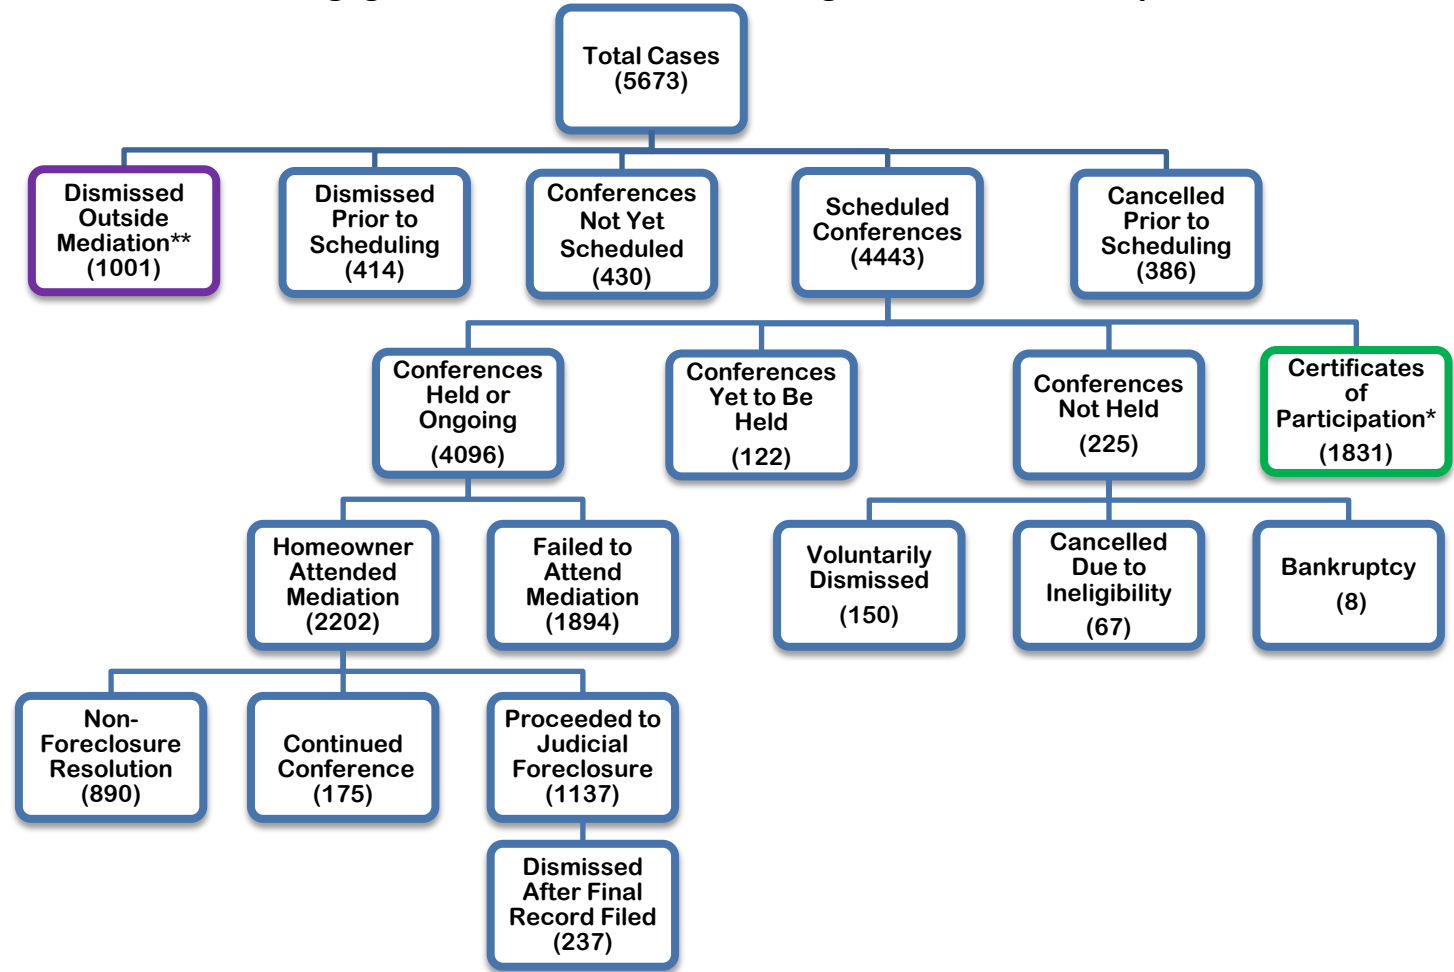 Total Cases
(5673)
Dismissed
Outside
Mediation**
(1001)
Dismissed
Prior to
Scheduling
(414)
Conferences
Not Yet
Scheduled
(430)
Scheduled
Conferences
(4443)
Cancelled
Prior to
Scheduling
(386)
Conferences
Held or
Ongoing
(4096)
Conferences
Yet to Be
Held
(122)
Conferences
Not Held
(225)
Certificates
of
Participation*
(1831)
Homeowner
Attended
Mediation
(2202)
Failed to
Attend
Mediation
(1894)
Voluntarily
Dismissed
(150)
Cancelled
Due to
Ineligibility
(67)
Bankruptcy
(8)
Non-
Foreclosure
Resolution
(890)
Continued
Conference
(175)
Proceeded to
Judicial
Foreclosure
(1137)
Dismissed
After Final
Record Filed
(237)